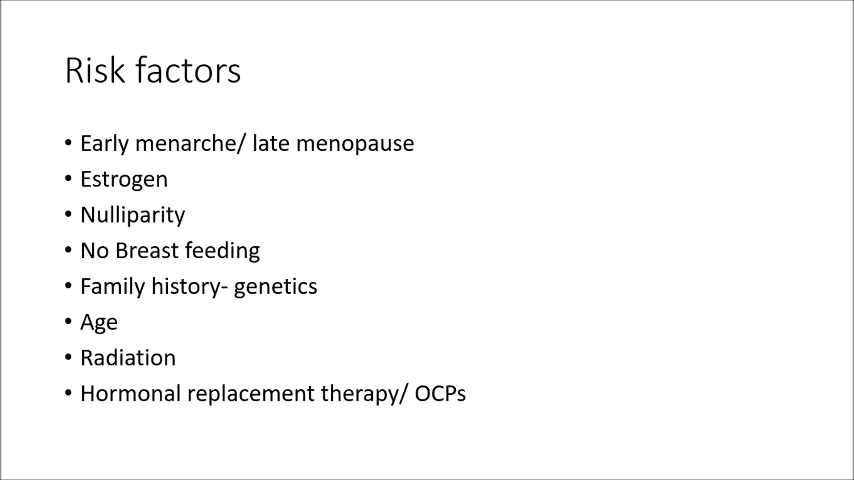 Risk factors
• Early menarche/ late menopause
• Estrogen
• Nulliparity
• No Breast feeding
• Family history- genetics
• Age
• Radiation
• Hormonal replacement therapy/ OCPs